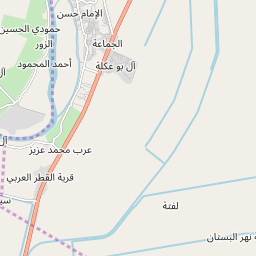 الإمام حسن
حمودي الحسين
الزور
الجماعة
أحمد المحمود
آل بو عكلة
عرب محمد عزيز
قرية القطر العربي
لفتة
نهر البستان